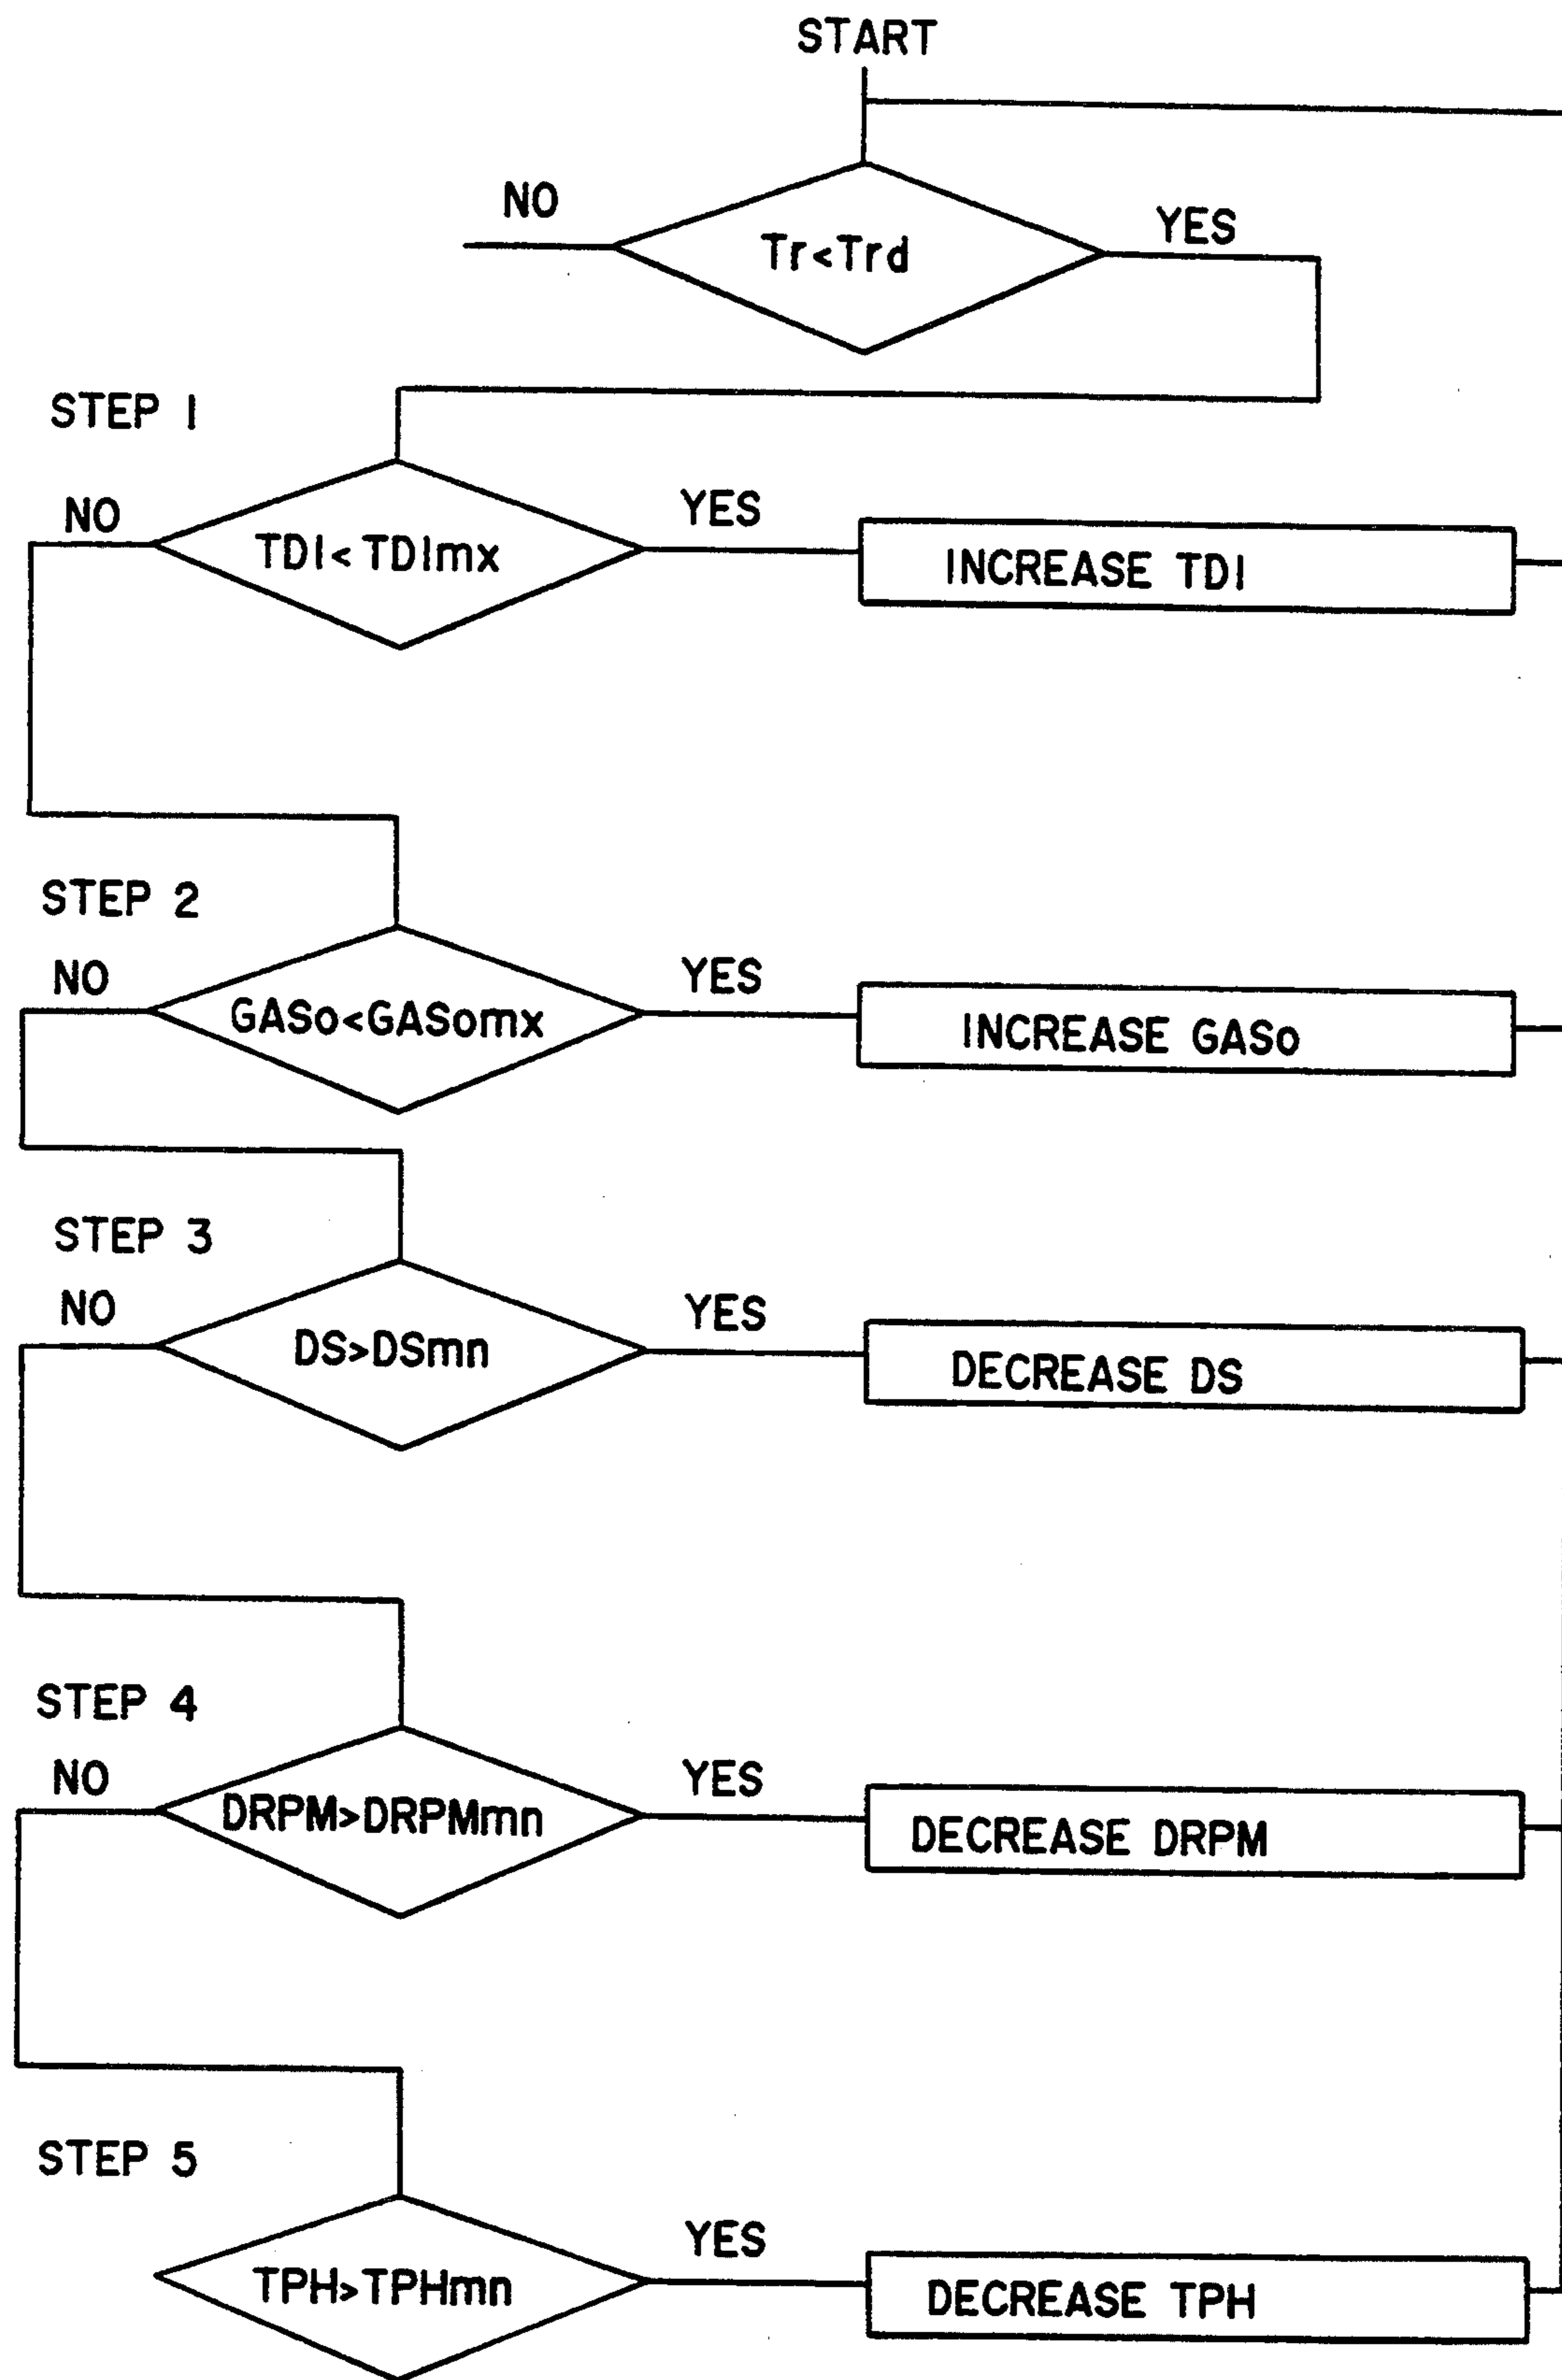 START
NO
YES
Tr<Trd
STEP 1
NO
YES
TDI<TDImx
INCREASE TDI
STEP 2
NO
YES
GASo<GASomx
INCREASE GASo
STEP 3
NO
YES
DS>DSmn
DECREASE DS
STEP 4
NO
YES
DRPM>DRPMmn
DECREASE DRPM
STEP 5
YES
TPH>TPHmn
DECREASE TPH